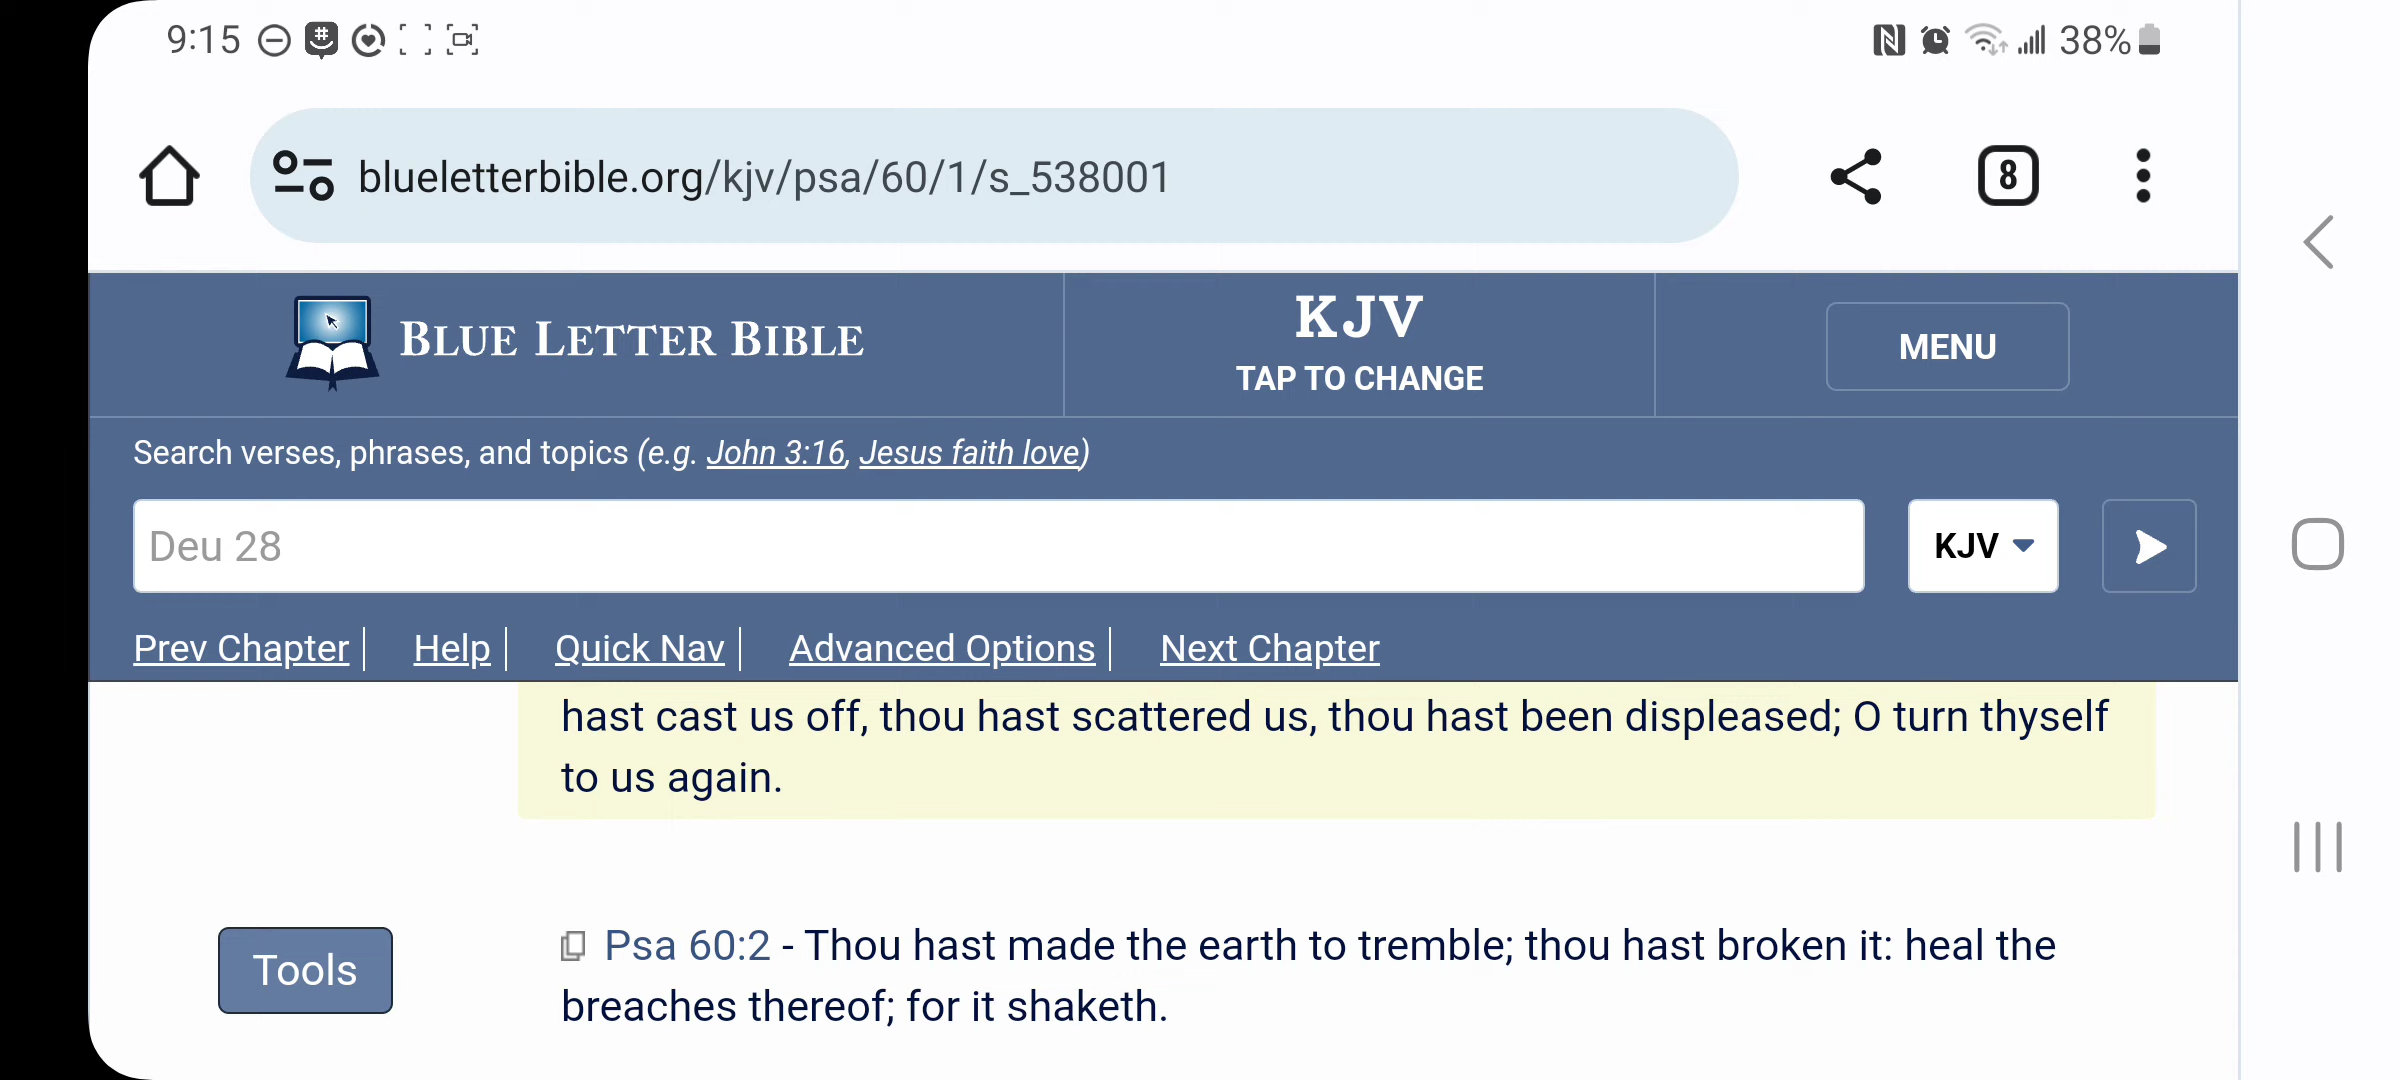 9:15
38%
blueletterbible.org/kjv/psa/60/1/s_538001
8
BLUE LETTER BIBLE
KJV
TAP TO CHANGE
MENU
Search verses, phrases, and topics (e.g. John 3:16, Jesus faith love)
Deu 28
KJV
Prev Chapter | Help | Quick Nav | Advanced Options | Next Chapter
hast cast us off, thou hast scattered us, thou hast been displeased; O turn thyself
to us again.
Tools
Psa 60:2 - Thou hast made the earth to tremble; thou hast broken it: heal the
breaches thereof; for it shaketh.